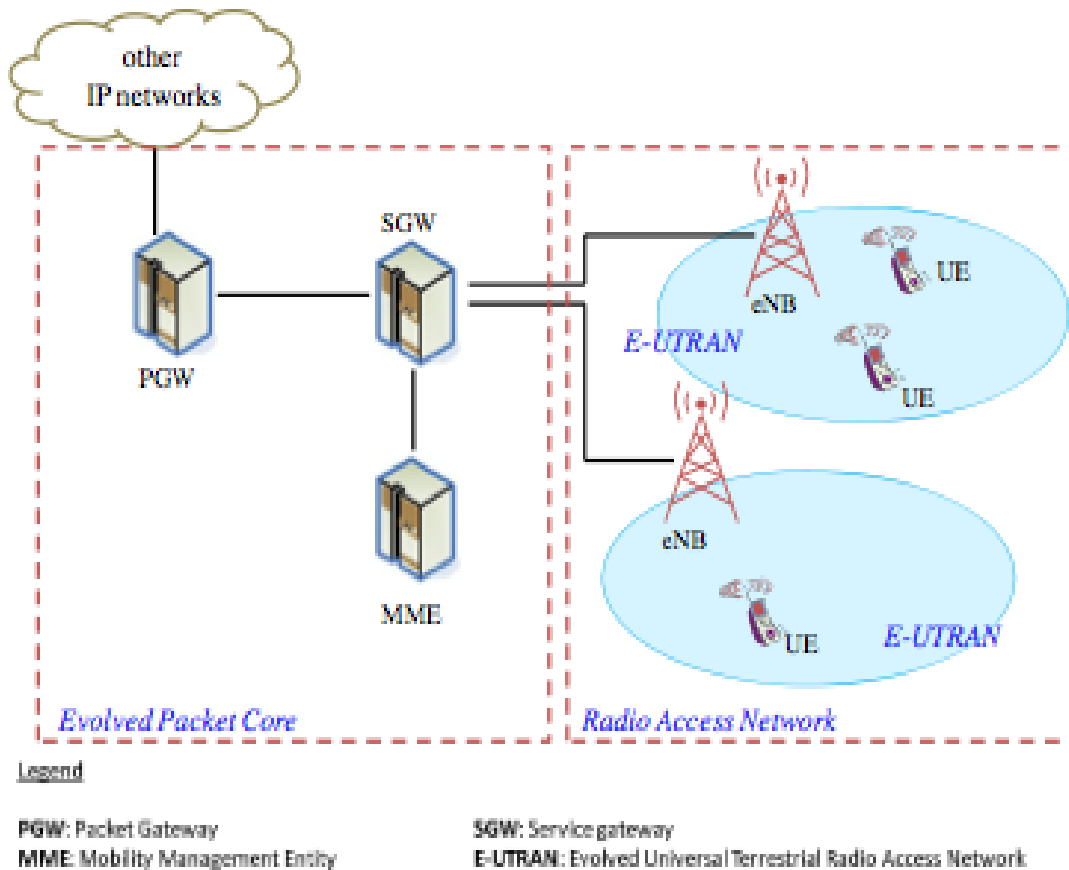 other
IP networks
SGW
PGW
MME
Evolved Packet Core
eNB
UE
E-UTRAN
UE
eNB
UE
E-UTRAN
Radio Access Network
Legend
PGW: Packet Gateway
SGW: Service gateway
MME: Mobility Management Entity
E-UTRAN: Evolved Universal Terrestrial Radio Access Network